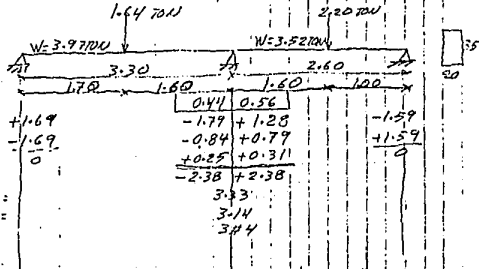 1.64 TON 2.20 TON
W=3.97 TON W=3.52 TON
35
3.30 2.60
20
1.70 1.60 1.60 1.00
0.44 0.56
+1.69 -1.79 +1.28 -1.59
-1.69 -0.84 +0.79 +1.59
0 +0.25 +0.31 0
-2.38 +2.38
3.33
3.14
3#4